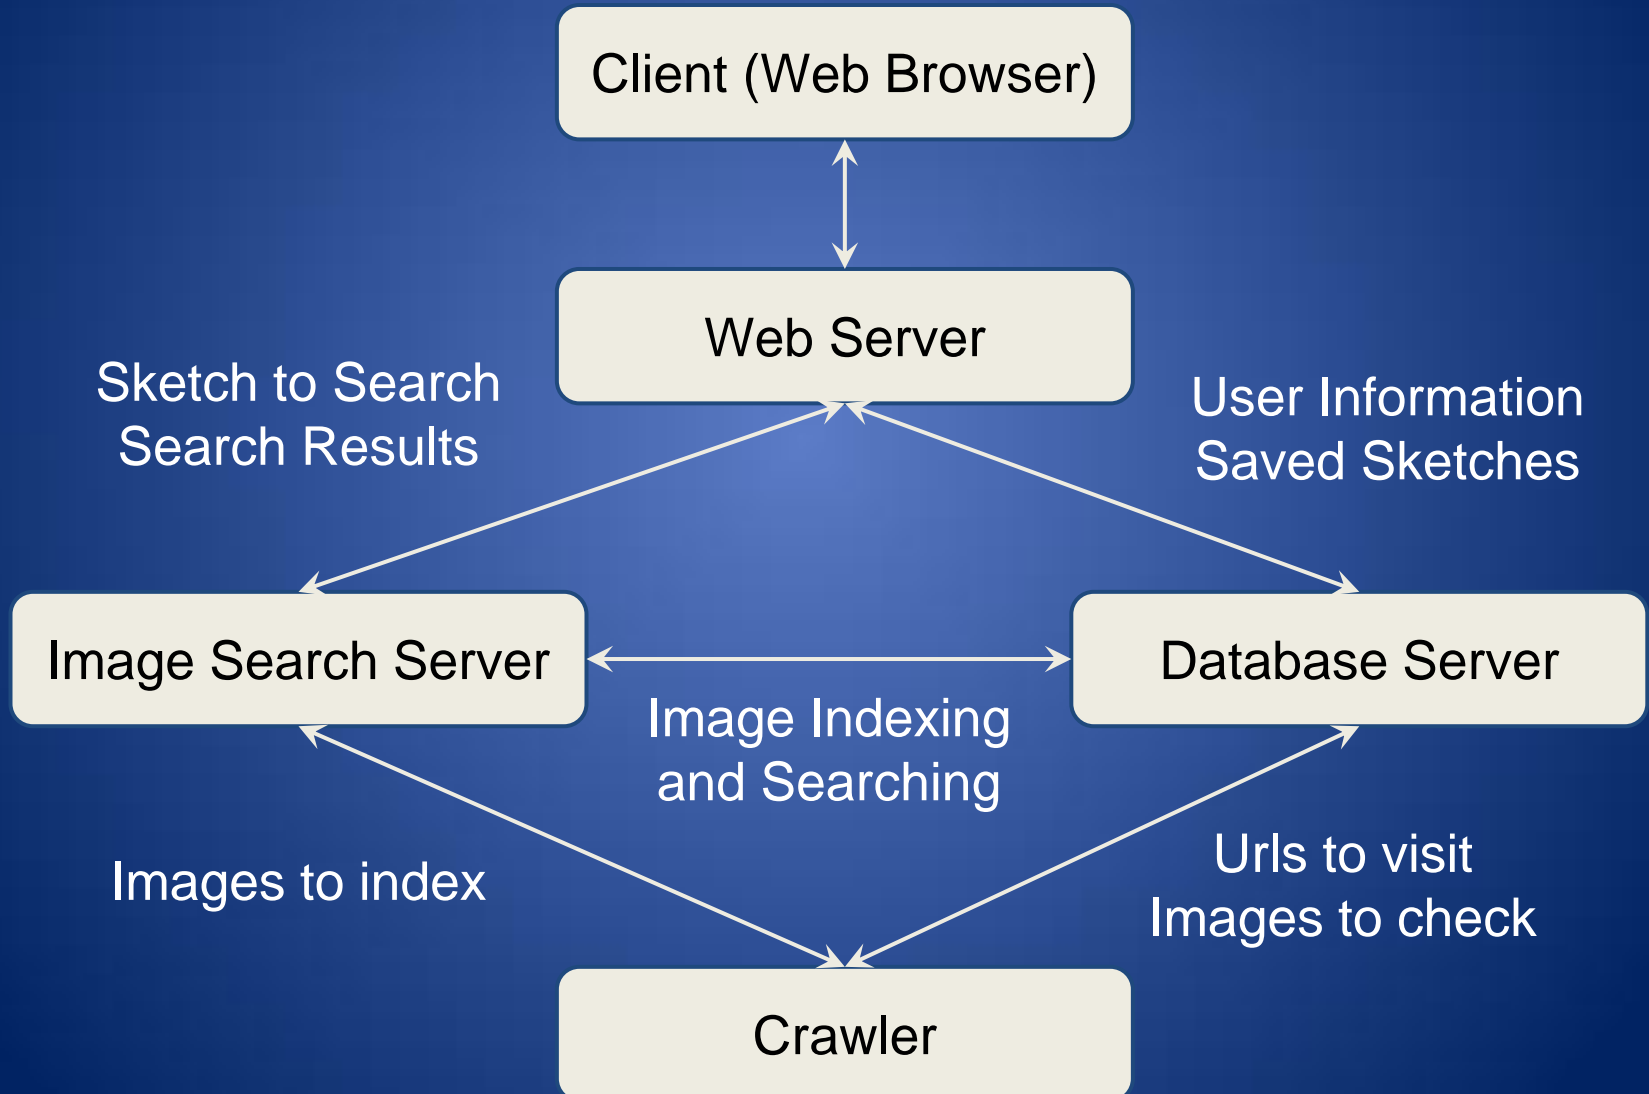 Client (Web Browser)
Web Server
Sketch to Search
Search Results
User Information
Saved Sketches
Image Search Server
Database Server
Image Indexing
and Searching
Images to index
Urls to visit
Images to check
Crawler